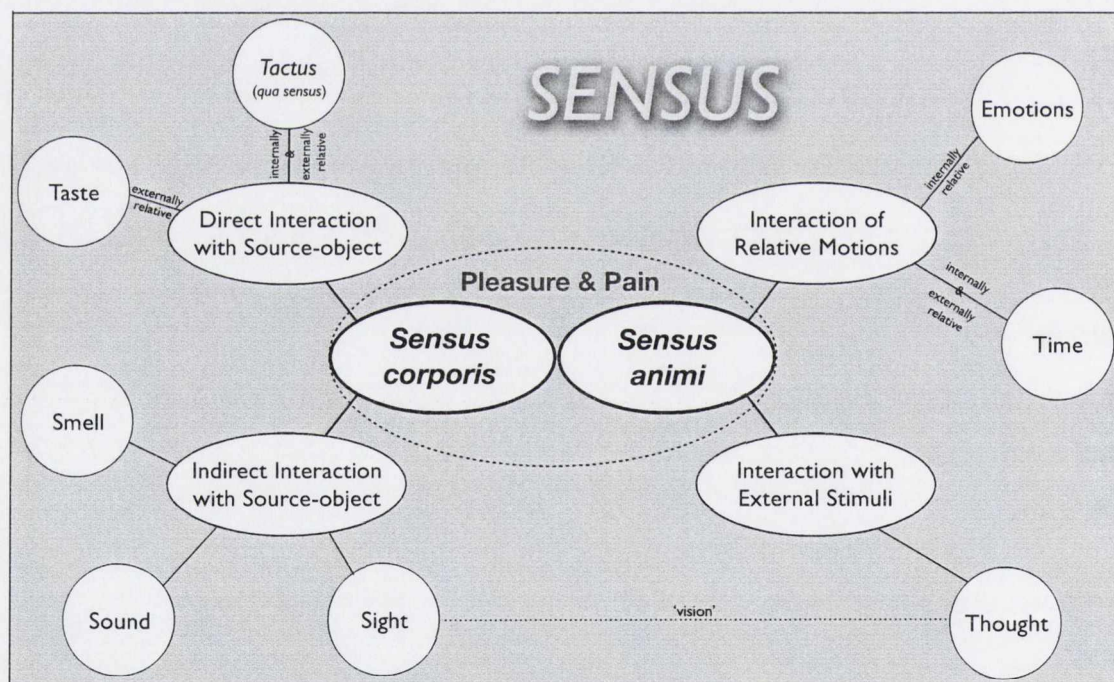 SENSUS
Tactus
(qua sensus)
internally
&
externally
relative
Taste
externally
relative
Direct Interaction
with Source-object
Emotions
internally
relative
Interaction of
Relative Motions
internally
&
externally
relative
Time
Pleasure & Pain
Sensus
corporis
Sensus
animi
Smell
Indirect Interaction
with Source-object
Interaction with
External Stimuli
Sound
Sight
'vision'
Thought